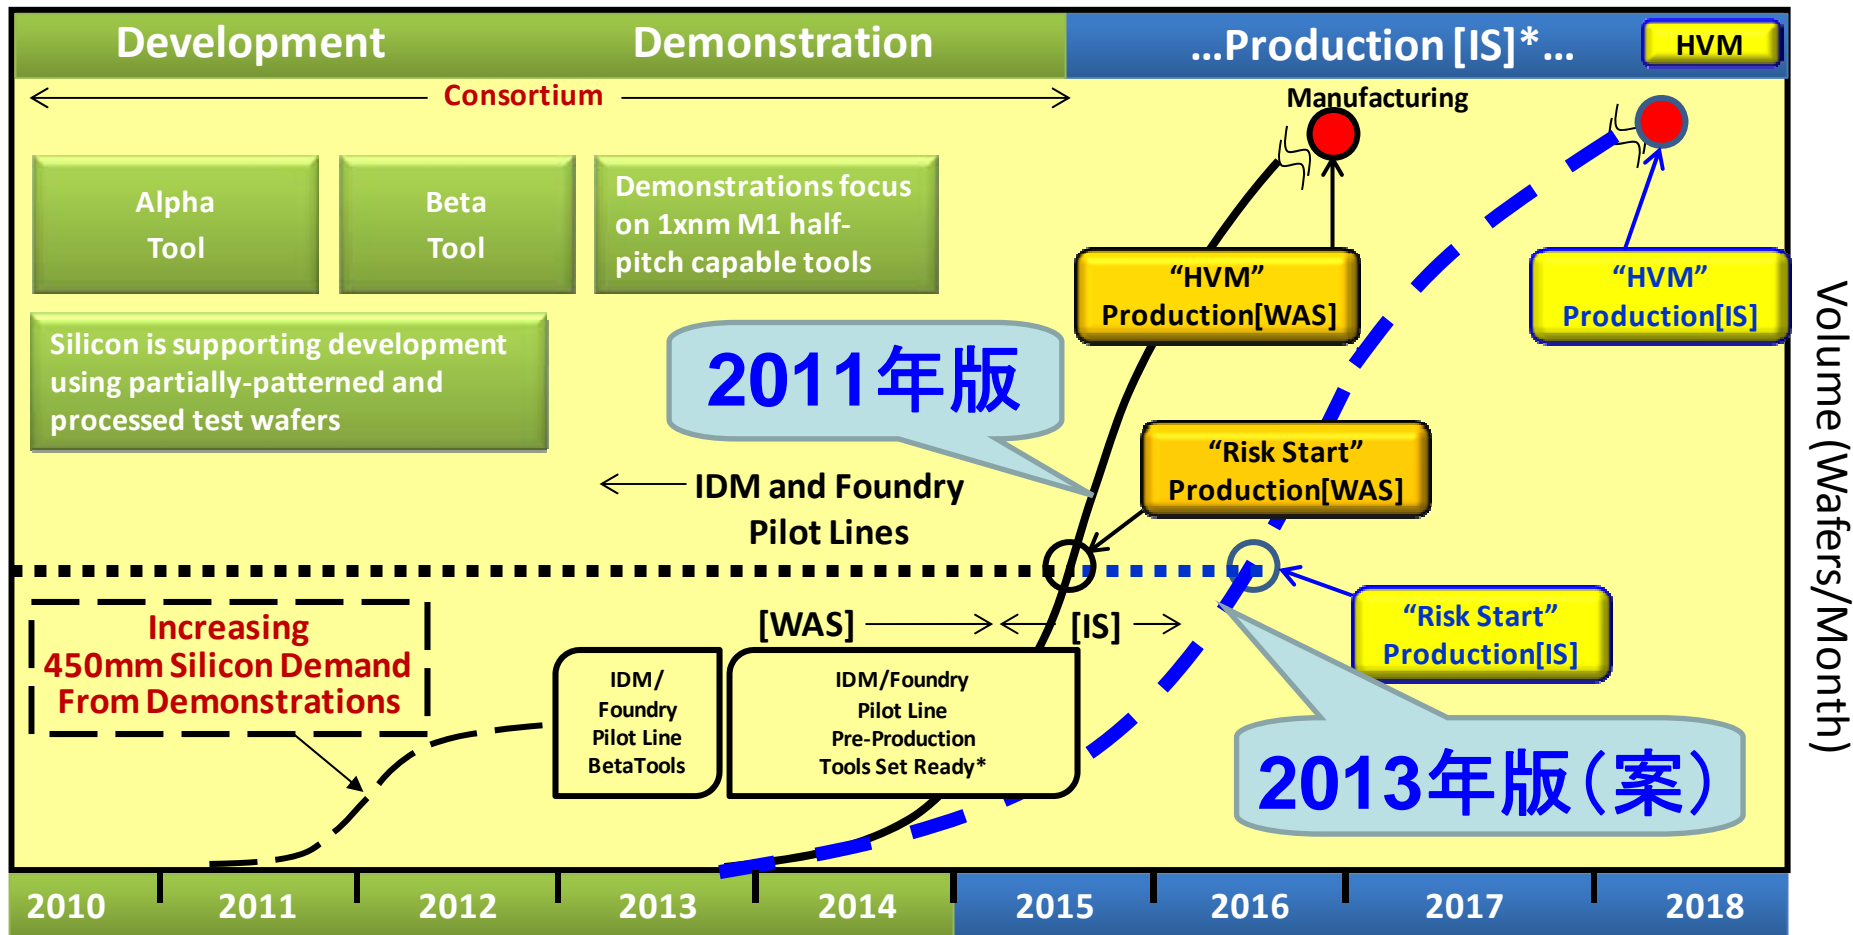 Development
Demonstration
...Production [IS]*...
HVM
Consortium
Manufacturing
Alpha
Tool
Beta
Tool
Demonstrations focus
on 1xnm M1 half-
pitch capable tools
Silicon is supporting development
using partially-patterned and
processed test wafers
“HVM”
Production[WAS]
“HVM”
Production[IS]
2011年版
“Risk Start”
Production[WAS]
IDM and Foundry
Pilot Lines
“Risk Start”
Production[IS]
[WAS]
[IS]
Increasing
450mm Silicon Demand
From Demonstrations
IDM/
Foundry
Pilot Line
BetaTools
IDM/Foundry
Pilot Line
Pre-Production
Tools Set Ready*
2013年版（案）
Volume (Wafers/Month)
2010
2011
2012
2013
2014
2015
2016
2017
2018